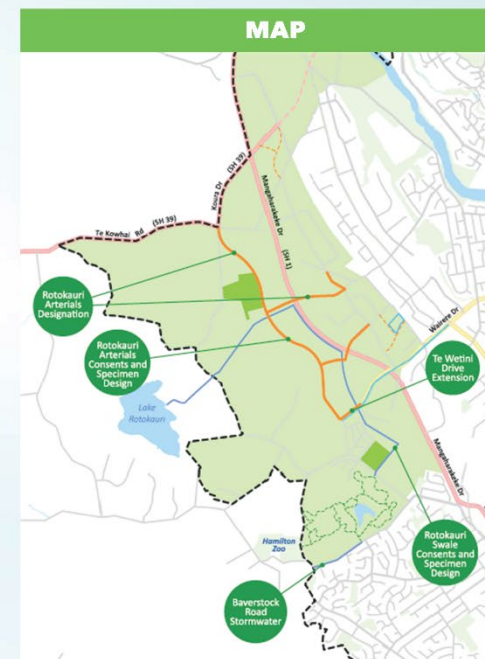 MAP
Koura Dr
(SH 39)
Te Kowhai Rd (SH 39)
Mangaharakeke Dr
(SH 1)
Rotokauri
Arterials
Designation
Rotokauri
Arterials
Consents and
Specimen
Design
Lake
Rotokauri
Wairere Dr
Te Wetini
Drive
Extension
Mangaharakeke Dr
Hamilton
Zoo
Rotokauri
Swale
Consents and
Specimen
Design
Baverstock
Road
Stormwater